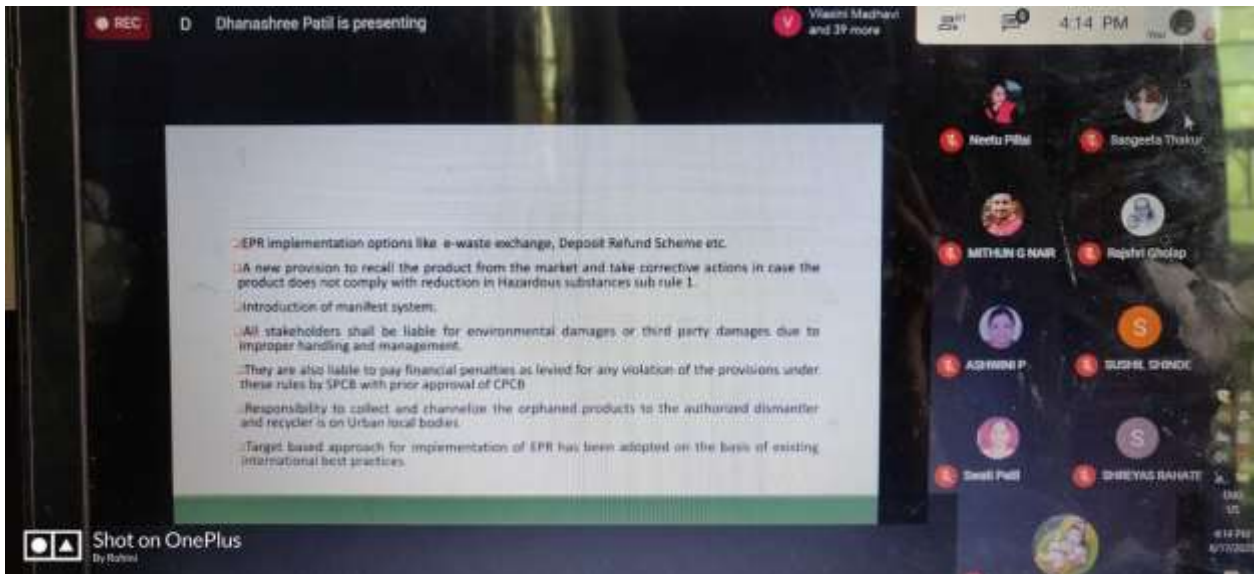 REC
D Dhanashree Patil is presenting
V
Vilasini Madhavi
and 39 more
4:14 PM
You
Neetu Pillai
Sangeeta Thakur
MITHUN G NAIR
Rajshri Gholap
ASHWINI P
S
SUSHIL SHINDE
Swati Patil
S
SHREYAS RAHATE
EPR implementation options like e-waste exchange, Deposit Refund Scheme etc.
A new provision to recall the product from the market and take corrective actions in case the
product does not comply with reduction in Hazardous substances sub rule 1.
Introduction of manifest system.
All stakeholders shall be liable for environmental damages or third party damages due to
improper handling and management.
They are also liable to pay financial penalties as levied for any violation of the provisions under
these rules by SPCB with prior approval of CPCB
Responsibility to collect and channelize the orphaned products to the authorized dismantler
and recycler is on Urban local bodies
Target based approach for implementation of EPR has been adopted on the basis of existing
international best practices
ENG
US
4:14 PM
Shot on OnePlus
By Rohini